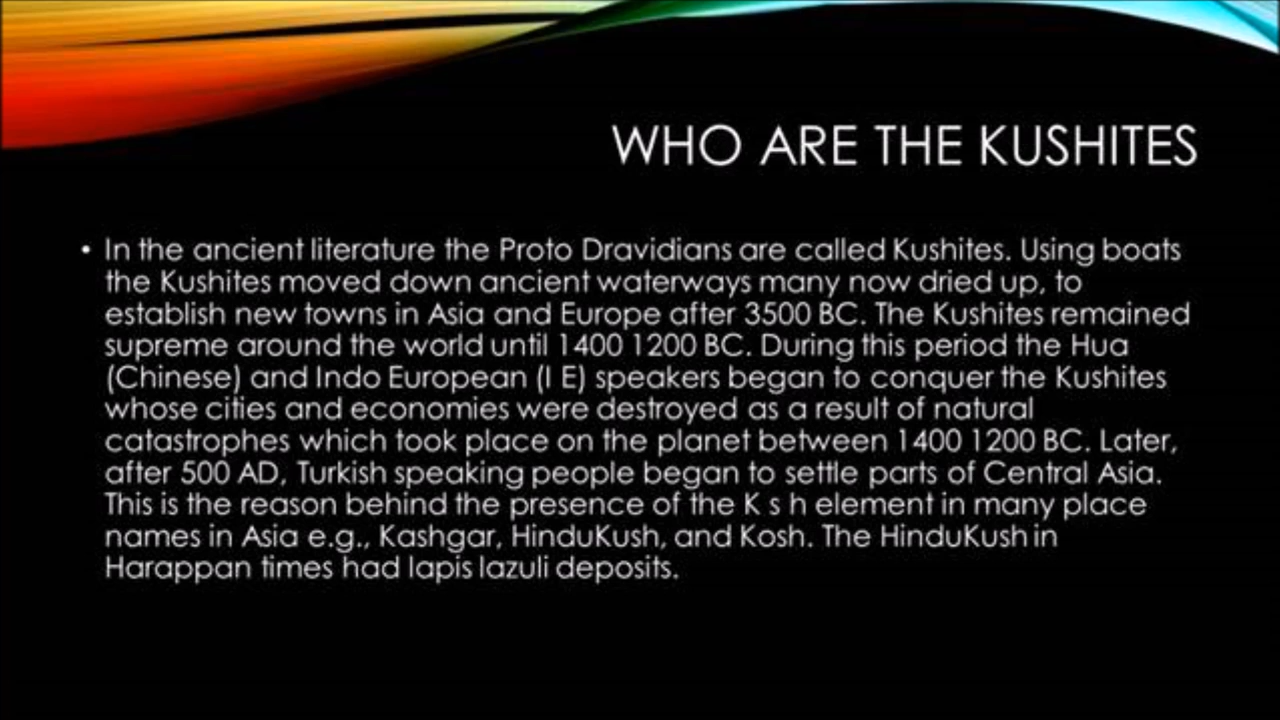 WHO ARE THE KUSHITES
• In the ancient literature the Proto Dravidians are called Kushites. Using boats
the Kushites moved down ancient waterways many now dried up, to
establish new towns in Asia and Europe after 3500 BC. The Kushites remained
supreme around the world until 1400 1200 BC. During this period the Hua
(Chinese) and Indo European (I E) speakers began to conquer the Kushites
whose cities and economies were destroyed as a result of natural
catastrophes which took place on the planet between 1400 1200 BC. Later,
after 500 AD, Turkish speaking people began to settle parts of Central Asia.
This is the reason behind the presence of the K s h element in many place
names in Asia e.g., Kashgar, HinduKush, and Kosh. The HinduKush in
Harappan times had lapis lazuli deposits.